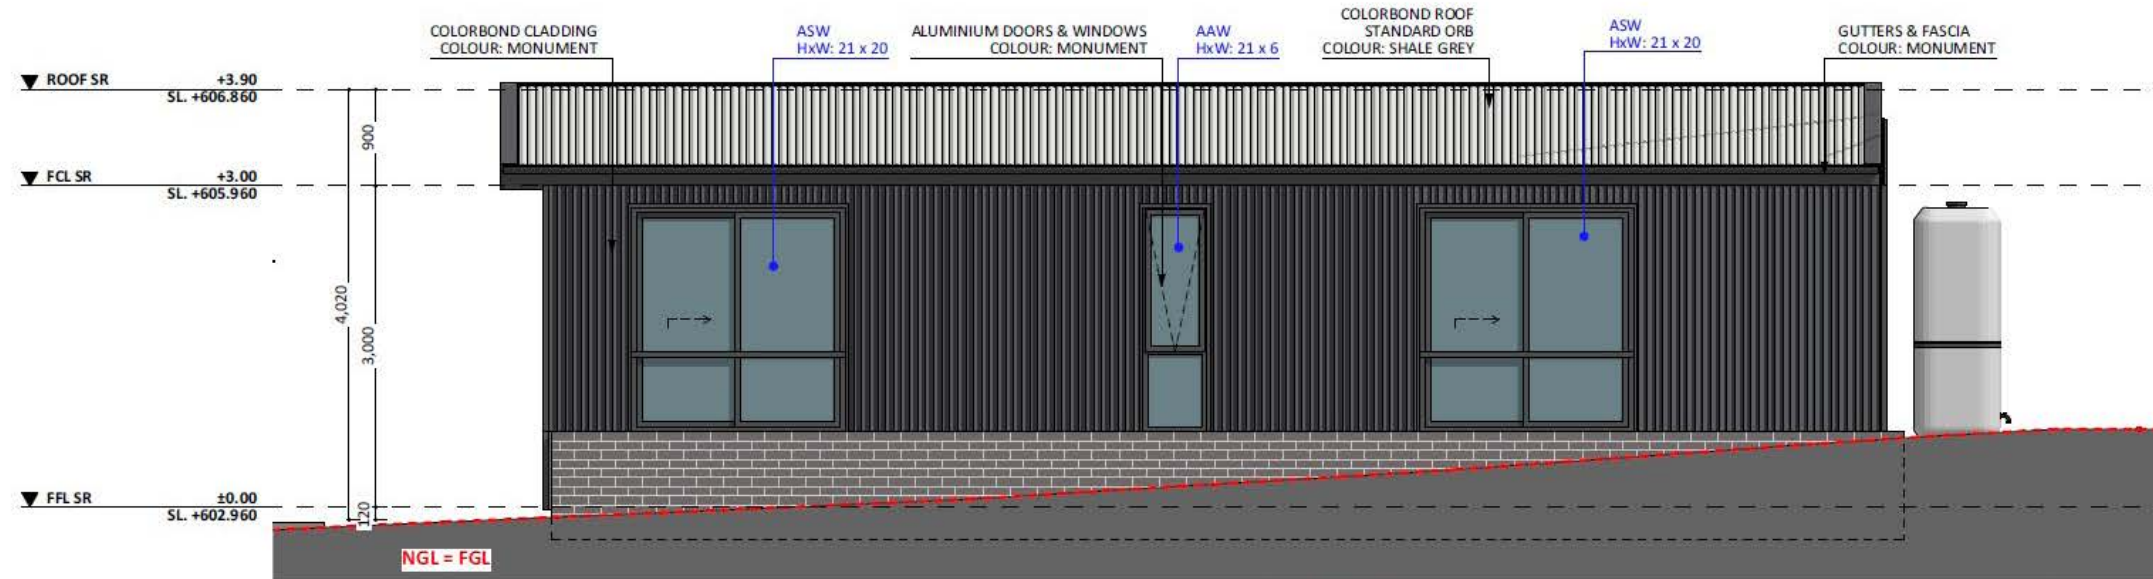 COLORBOND CLADDING
COLOUR: MONUMENT
ASW
HxW: 21 x 20
ALUMINIUM DOORS & WINDOWS
COLOUR: MONUMENT
AAW
HxW: 21 x 6
COLORBOND ROOF
STANDARD ORB
COLOUR: SHALE GREY
ASW
HxW: 21 x 20
GUTTERS & FASCIA
COLOUR: MONUMENT
ROOF SR +3.90
SL. +606.860
900
FCL SR +3.00
SL. +605.960
4,020
3,000
FFL SR ±0.00
SL. +602.960
120
NGL = FGL